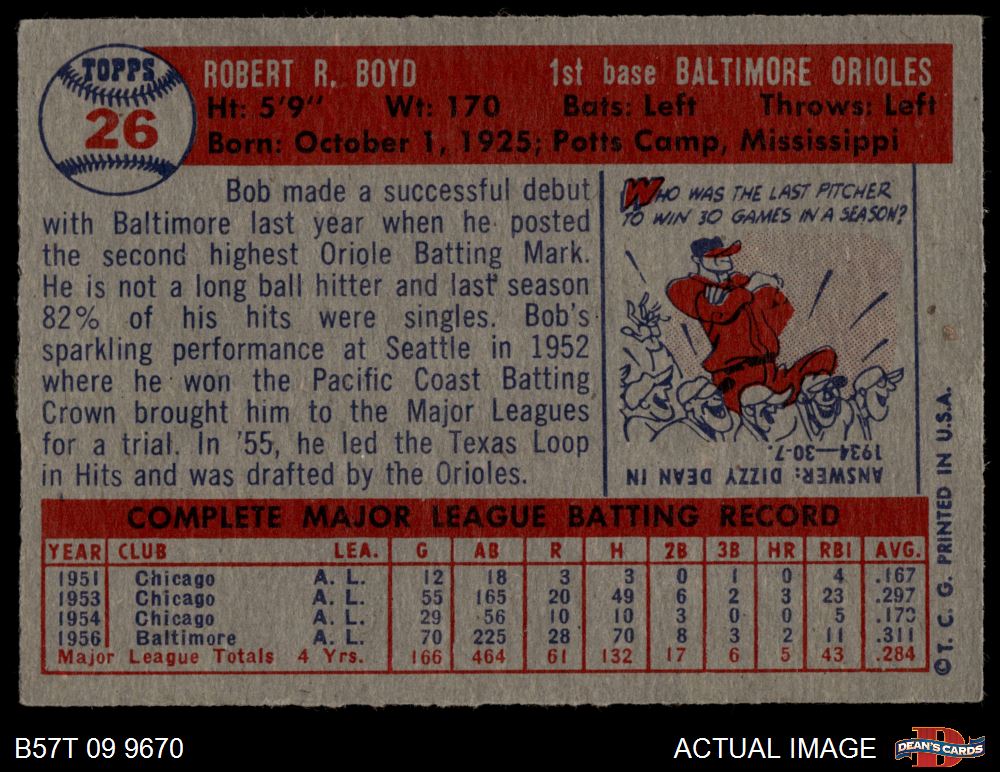 TOPPS
26
ROBERT R. BOYD 1st base BALTIMORE ORIOLES
Ht: 5'9" Wt: 170 Bats: Left Throws: Left
Born: October 1, 1925; Potts Camp, Mississippi
Bob made a successful debut
with Baltimore last year when he posted
the second highest Oriole Batting Mark.
He is not a long ball hitter and last season
82% of his hits were singles. Bob's
sparkling performance at Seattle in 1952
where he won the Pacific Coast Batting
Crown brought him to the Major Leagues
for a trial. In '55, he led the Texas Loop
in Hits and was drafted by the Orioles.
WHO WAS THE LAST PITCHER
TO WIN 30 GAMES IN A SEASON?
ANSWER: DIZZY DEAN IN
1934—30-7.
COMPLETE MAJOR LEAGUE BATTING RECORD
YEAR CLUB LEA. G AB R H 2B 3B HR RBI AVG.
1951 Chicago A. L. 12 18 3 3 0 1 0 4 .167
1953 Chicago A. L. 55 165 20 49 6 2 3 23 .297
1954 Chicago A. L. 29 56 10 10 3 0 0 5
1956 Baltimore A. L. 70 225 28 70 8 3 2 11 .311
Major League Totals 4 Yrs. 166 464 61 132 17 6 5 43 .284
© T. C. G. PRINTED IN U.S.A.
B57T 09 9670 ACTUAL IMAGE
DEAN'S CARDS